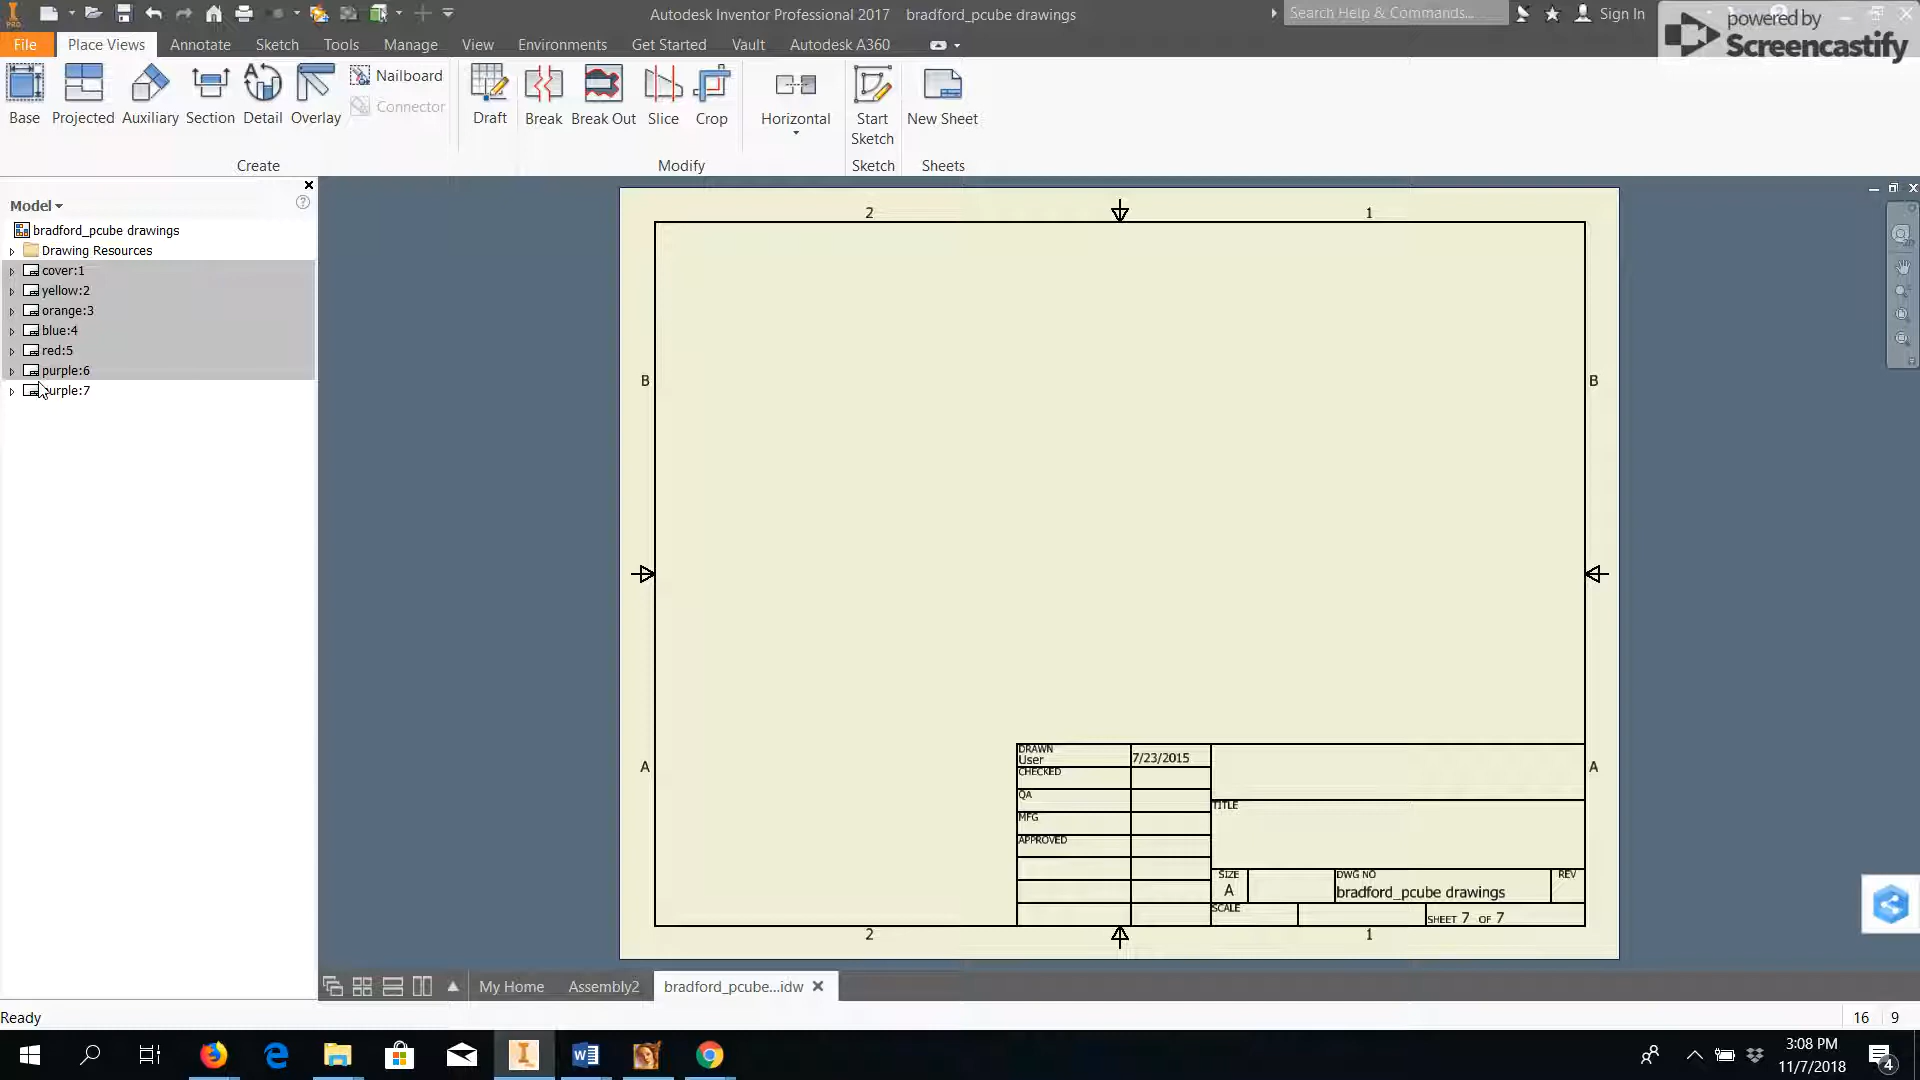 PRO
Autodesk Inventor Professional 2017 bradford_pcube drawings
Search Help & Commands...
Sign In
powered by
Screencastify
File Place Views Annotate Sketch Tools Manage View Environments Get Started Vault Autodesk A360
Nailboard
Connector
Base Projected Auxiliary Section Detail Overlay Draft Break Break Out Slice Crop Horizontal Start Sketch New Sheet
Create Modify Sketch Sheets
Model
bradford_pcube drawings
Drawing Resources
cover:1
yellow:2
orange:3
blue:4
red:5
purple:6
urple:7
2 1
B B
A A
DRAWN
User 7/23/2015
CHECKED
QA
MFG
APPROVED
TITLE
SIZE
A
DWG NO
bradford_pcube drawings
REV
SCALE
SHEET 7 OF 7
2 1
My Home Assembly2 bradford_pcube...idw
Ready 16 9
3:08 PM
11/7/2018
4